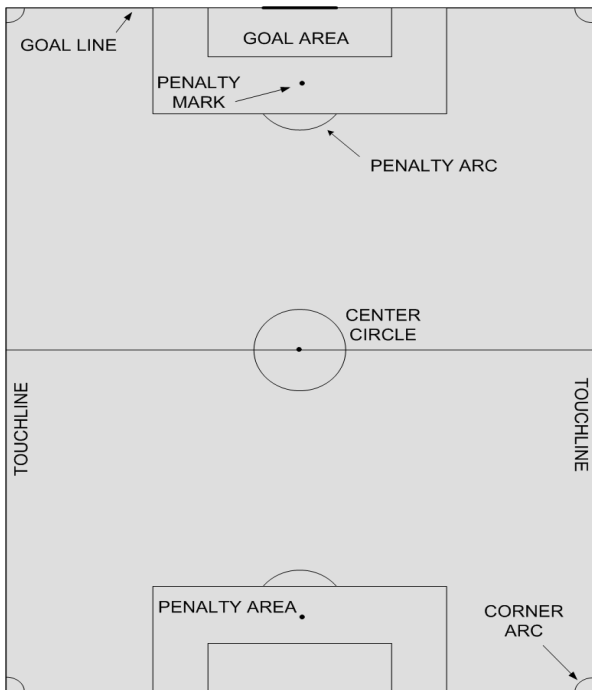 GOAL AREA
GOAL LINE
PENALTY
MARK
PENALTY ARC
CENTER
CIRCLE
TOUCHLINE
TOUCHLINE
PENALTY AREA
CORNER
ARC